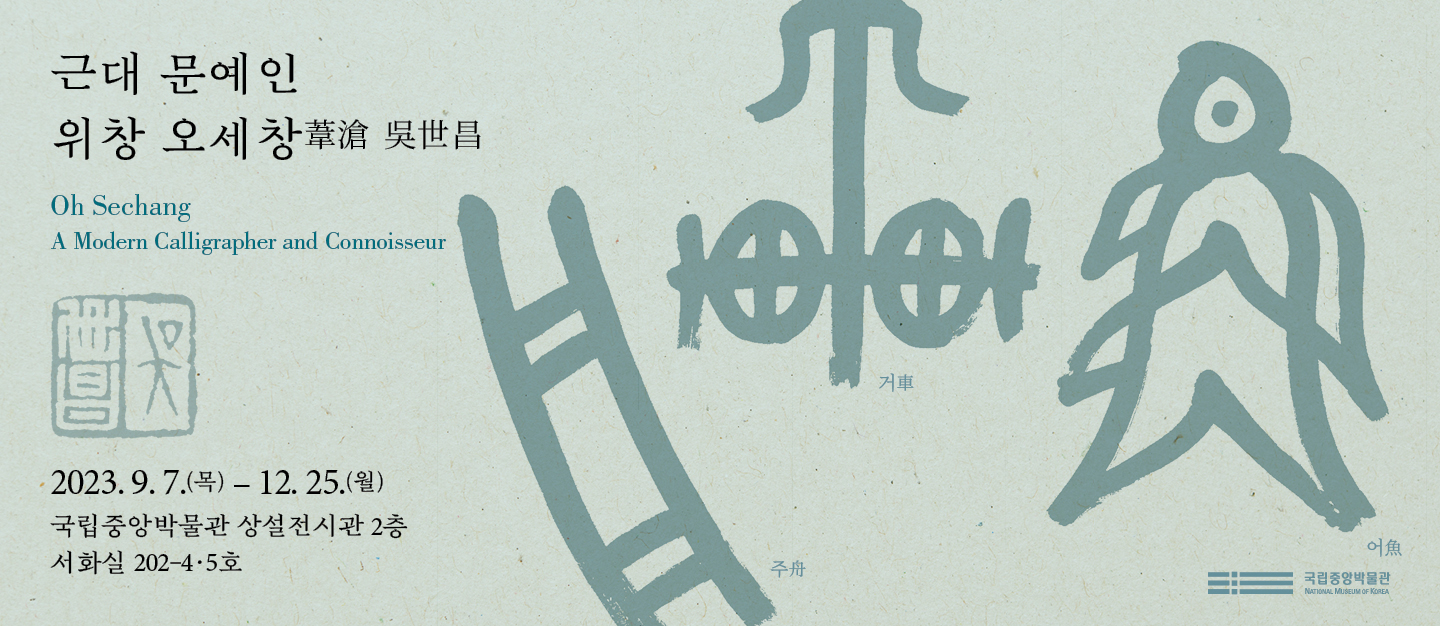 근대 문예인
위창 오세창葦滄 吳世昌
Oh Sechang
A Modern Calligrapher and Connoisseur
吳世昌
2023. 9. 7.(목) – 12. 25.(월)
국립중앙박물관 상설전시관 2층
서화실 202-4·5호
거車
주舟
어魚
국립중앙박물관
NATIONAL MUSEUM OF KOREA